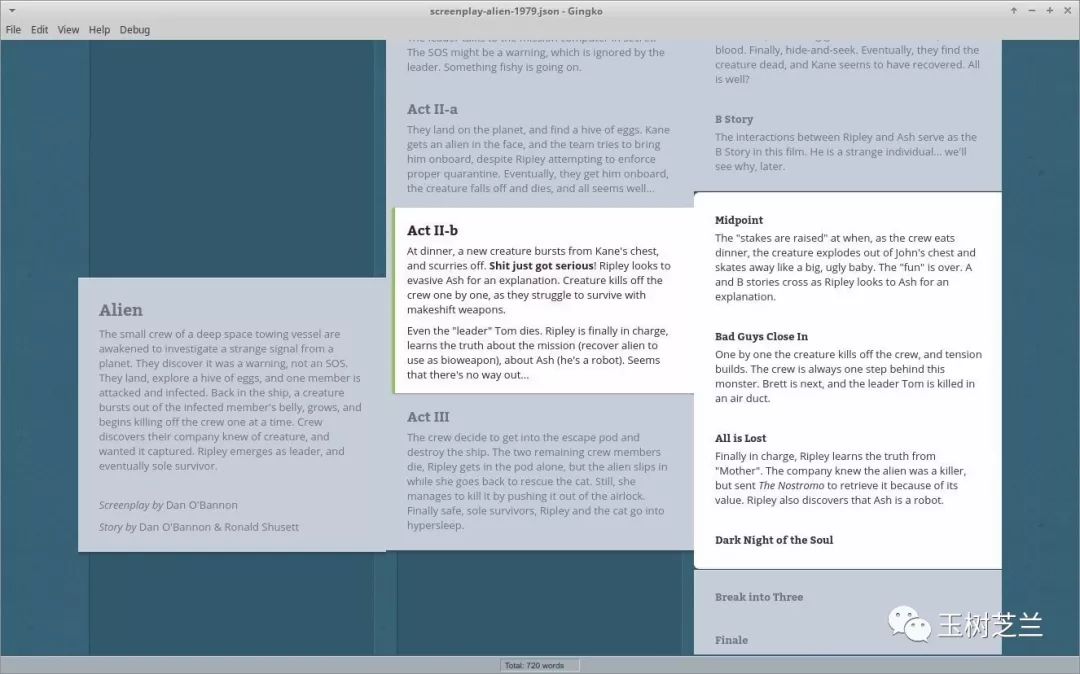 screenplay-alien-1979.json - Gingko
File Edit View Help Debug
Alien
The small crew of a deep space towing vessel are
awakened to investigate a strange signal from a
planet. They discover it was a warning, not an SOS.
They land, explore a hive of eggs, and one member is
attacked and infected. Back in the ship, a creature
bursts out of the infected member's belly, grows, and
begins killing off the crew one at a time. Crew
discovers their company knew of creature, and
wanted it captured. Ripley emerges as leader, and
eventually sole survivor.
Screenplay by Dan O'Bannon
Story by Dan O'Bannon & Ronald Shusett
The leader talks to the mission computer in secret.
The SOS might be a warning, which is ignored by the
leader. Something fishy is going on.
Act II-a
They land on the planet, and find a hive of eggs. Kane
gets an alien in the face, and the team tries to bring
him onboard, despite Ripley attempting to enforce
proper quarantine. Eventually, they get him onboard,
the creature falls off and dies, and all seems well...
Act II-b
At dinner, a new creature bursts from Kane's chest,
and scurries off. Shit just got serious! Ripley looks to
evasive Ash for an explanation. Creature kills off the
crew one by one, as they struggle to survive with
makeshift weapons.
Even the "leader" Tom dies. Ripley is finally in charge,
learns the truth about the mission (recover alien to
use as bioweapon), about Ash (he's a robot). Seems
that there's no way out...
Act III
The crew decide to get into the escape pod and
destroy the ship. The two remaining crew members
die, Ripley gets in the pod alone, but the alien slips in
while she goes back to rescue the cat. Still, she
manages to kill it by pushing it out of the airlock.
Finally safe, sole survivors, Ripley and the cat go into
hypersleep.
blood. Finally, hide-and-seek. Eventually, they find the
creature dead, and Kane seems to have recovered. All
is well?
B Story
The interactions between Ripley and Ash serve as the
B Story in this film. He is a strange individual... we'll
see why, later.
Midpoint
The "stakes are raised" at when, as the crew eats
dinner, the creature explodes out of John's chest and
skates away like a big, ugly baby. The "fun" is over. A
and B stories cross as Ripley looks to Ash for an
explanation.
Bad Guys Close In
One by one the creature kills off the crew, and tension
builds. The crew is always one step behind this
monster. Brett is next, and the leader Tom is killed in
an air duct.
All is Lost
Finally in charge, Ripley learns the truth from
"Mother". The company knew the alien was a killer,
but sent The Nostromo to retrieve it because of its
value. Ripley also discovers that Ash is a robot.
Dark Night of the Soul
Break into Three
Finale
玉树芝兰
Total: 720 words